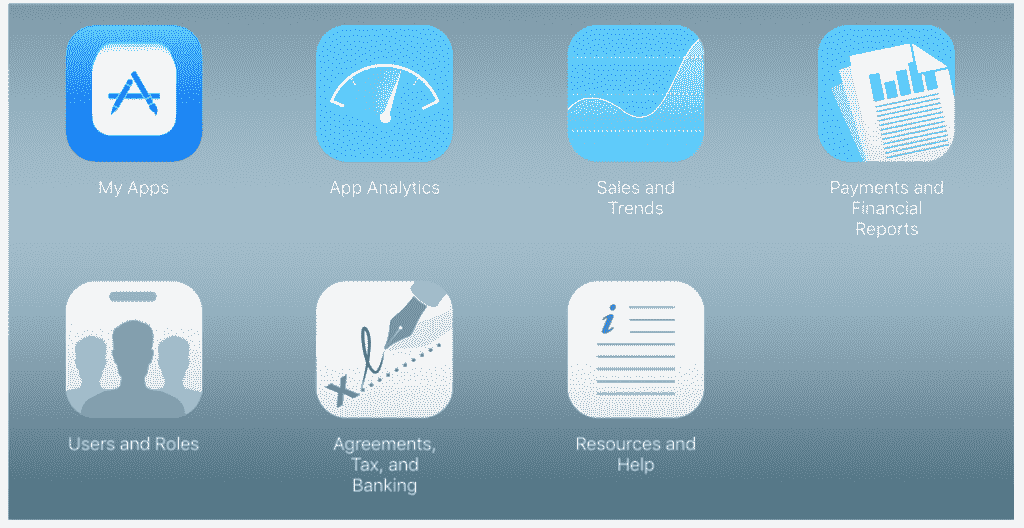 My Apps
App Analytics
Sales and
Trends
Payments and
Financial
Reports
Users and Roles
Agreements,
Tax, and
Banking
Resources and
Help